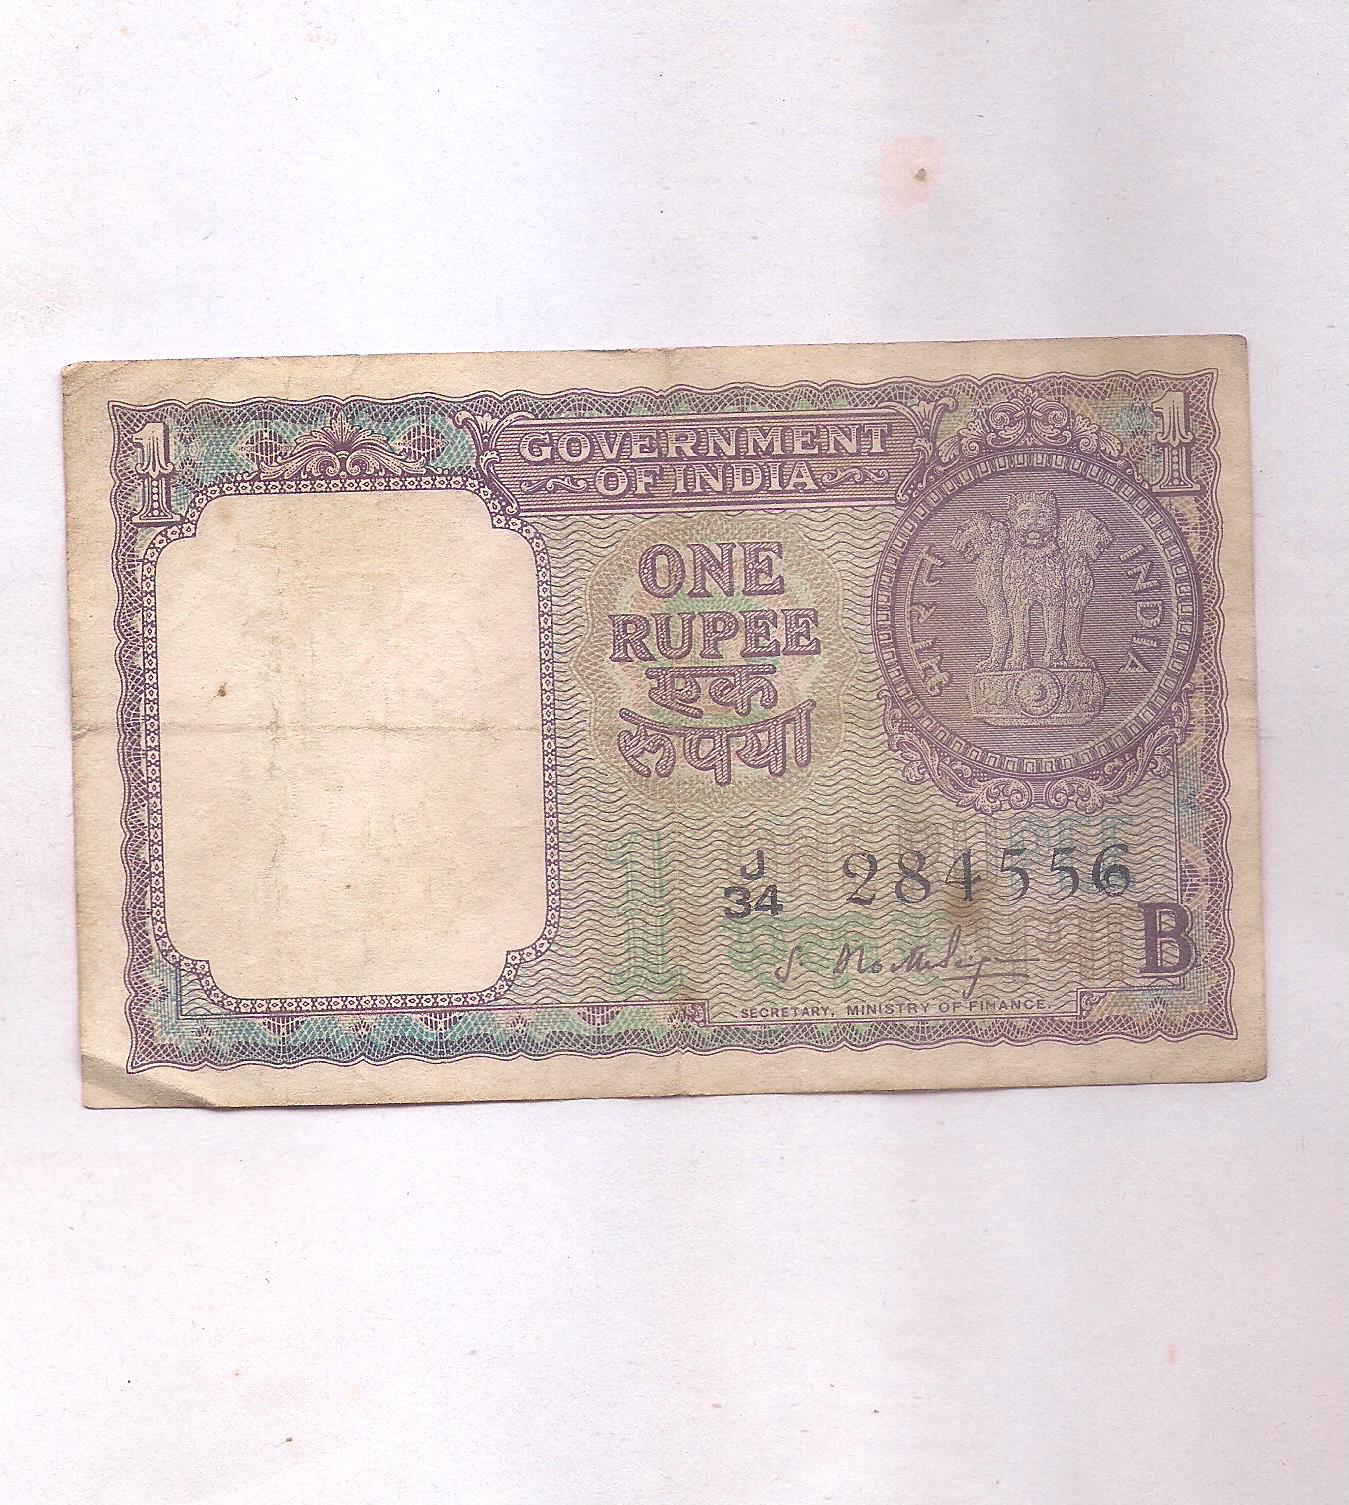 1
1
GOVERNMENT
OF INDIA
ONE
RUPEE
एक
रुपया
भारत
INDIA
J
34
284556
B
SECRETARY, MINISTRY OF FINANCE